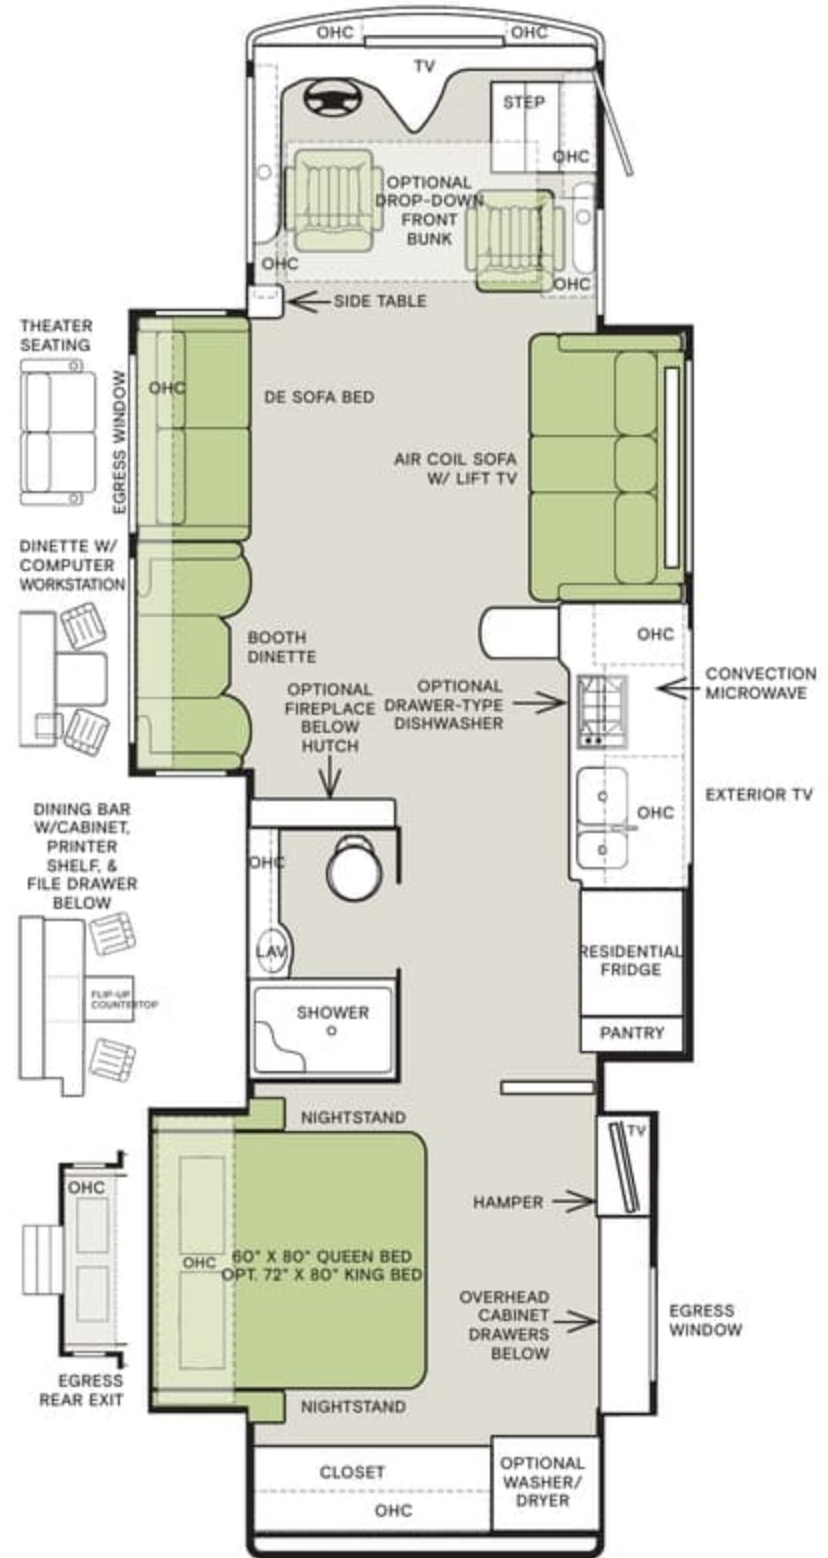 OHC
OHC
TV
STEP
OHC
OPTIONAL
DROP-DOWN
FRONT
BUNK
OHC
OHC
SIDE TABLE
THEATER
SEATING
EGRESS WINDOW
OHC
DE SOFA BED
AIR COIL SOFA
W/ LIFT TV
DINETTE W/
COMPUTER
WORKSTATION
BOOTH
DINETTE
OHC
CONVECTION
MICROWAVE
OPTIONAL
FIREPLACE
BELOW
HUTCH
OPTIONAL
DRAWER-TYPE
DISHWASHER
EXTERIOR TV
OHC
DINING BAR
W/CABINET,
PRINTER
SHELF, &
FILE DRAWER
BELOW
OHC
LAV
RESIDENTIAL
FRIDGE
FLIP-UP
COUNTERTOP
SHOWER
PANTRY
NIGHTSTAND
TV
HAMPER
OHC
OHC
60" X 80" QUEEN BED
OPT. 72" X 80" KING BED
OVERHEAD
CABINET
DRAWERS
BELOW
EGRESS
WINDOW
EGRESS
REAR EXIT
NIGHTSTAND
CLOSET
OHC
OPTIONAL
WASHER/
DRYER